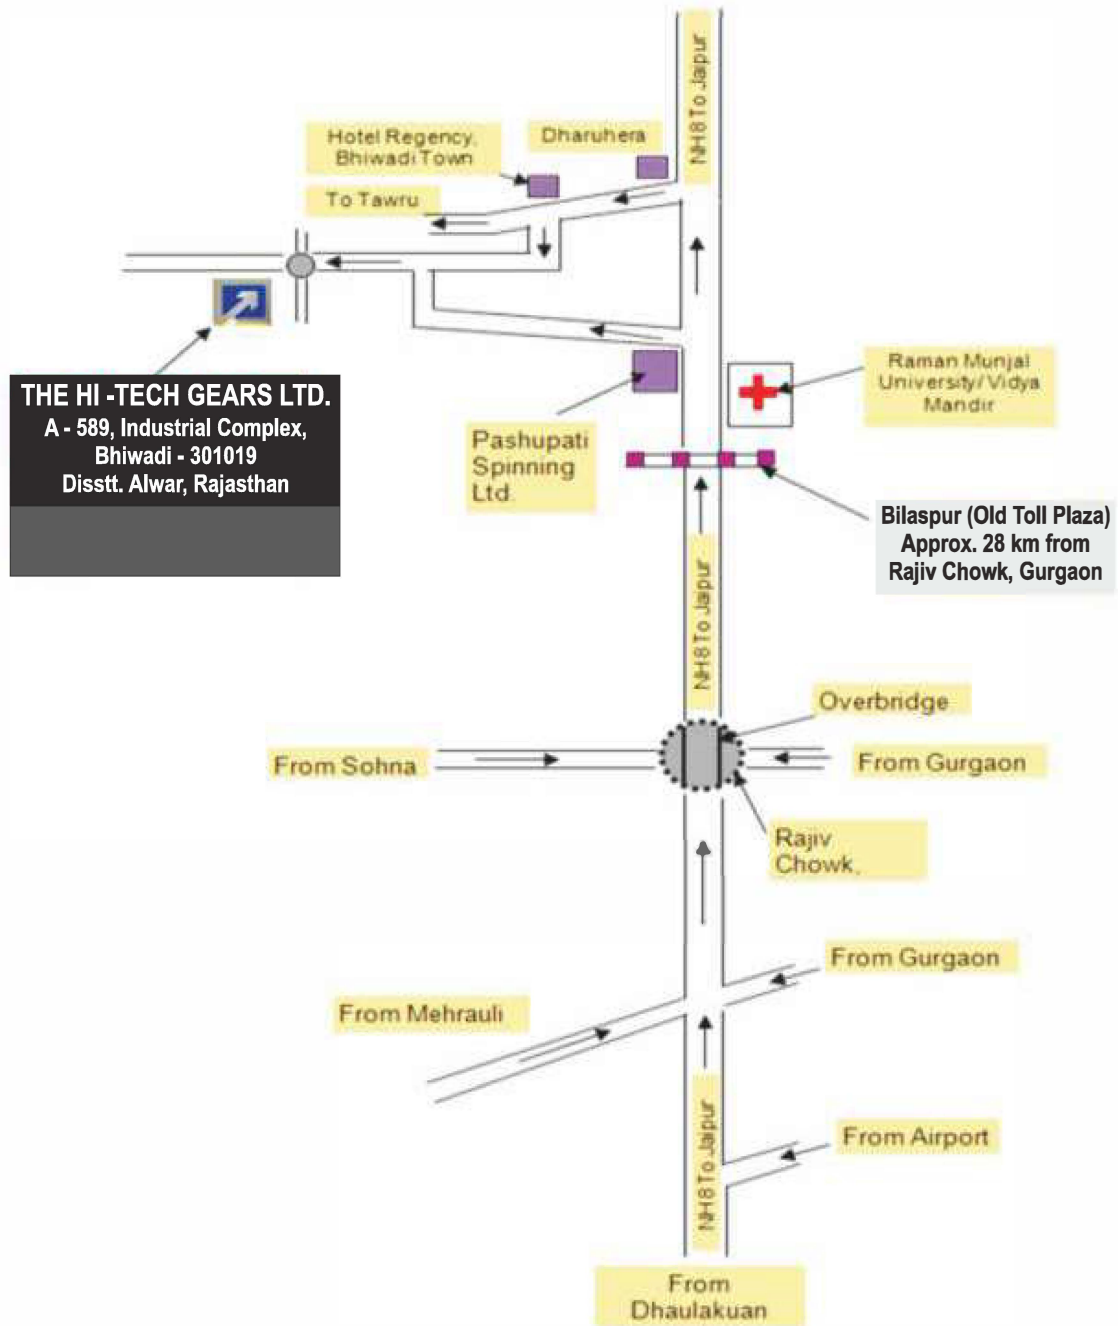 NH8 To Jaipur
Hotel Regency,
Bhiwadi Town
Dharuhera
To Tawru
THE HI -TECH GEARS LTD.
A - 589, Industrial Complex,
Bhiwadi - 301019
Disstt. Alwar, Rajasthan
Raman Munjal
University/ Vidya
Mandir
Pashupati
Spinning
Ltd.
Bilaspur (Old Toll Plaza)
Approx. 28 km from
Rajiv Chowk, Gurgaon
NH8 To Jaipur
Overbridge
From Sohna
From Gurgaon
Rajiv
Chowk,
From Gurgaon
From Mehrauli
NH8 To Jaipur
From Airport
From
Dhaulakuan